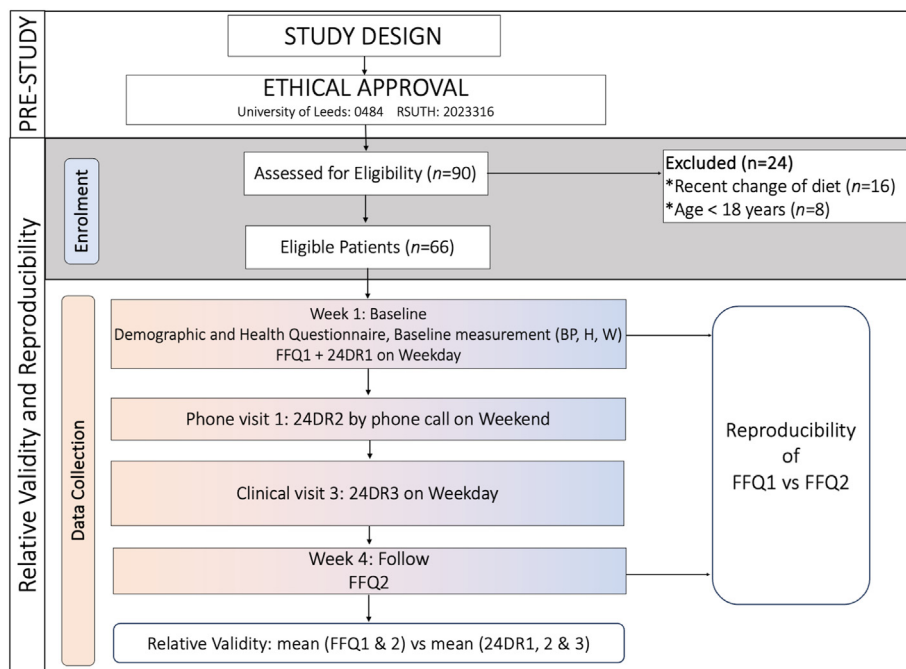 PRE-STUDY
STUDY DESIGN
ETHICAL APPROVAL
University of Leeds: 0484 RSUTH: 2023316
Relative Validity and Reproducibility
Enrolment
Assessed for Eligibility (n=90)
Excluded (n=24)
*Recent change of diet (n=16)
*Age < 18 years (n=8)
Eligible Patients (n=66)
Data Collection
Week 1: Baseline
Demographic and Health Questionnaire, Baseline measurement (BP, H, W)
FFQ1 + 24DR1 on Weekday
Phone visit 1: 24DR2 by phone call on Weekend
Clinical visit 3: 24DR3 on Weekday
Week 4: Follow
FFQ2
Reproducibility
of
FFQ1 vs FFQ2
Relative Validity: mean (FFQ1 & 2) vs mean (24DR1, 2 & 3)